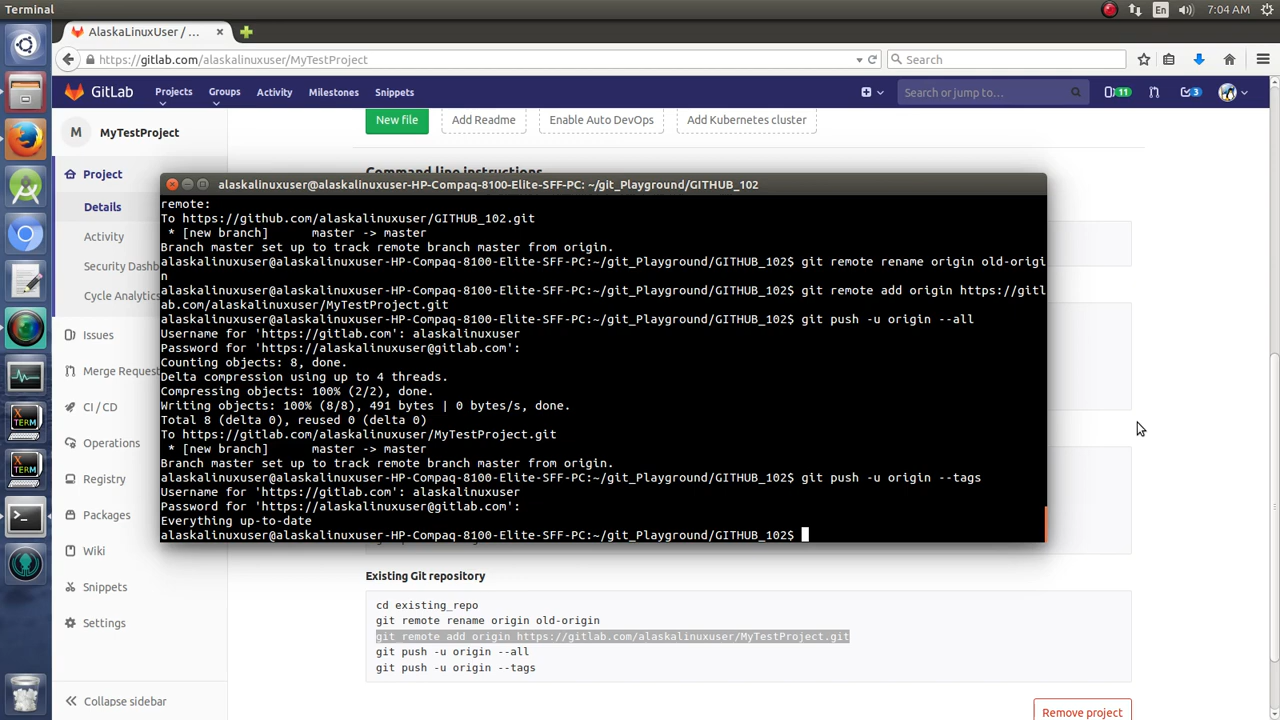 Terminal
En
7:04 AM
AlaskaLinuxUser / ...
https://gitlab.com/alaskalinuxuser/MyTestProject
Search
GitLab
Projects
Groups
Activity
Milestones
Snippets
Search or jump to...
11
3
M
MyTestProject
New file
Add Readme
Enable Auto DevOps
Add Kubernetes cluster
Project
Details
Activity
Security Dashb
Cycle Analytics
Issues
Merge Request
CI / CD
Operations
Registry
Packages
Wiki
Snippets
Settings
Collapse sidebar
Command line instructions
alaskalinuxuser@alaskalinuxuser-HP-Compaq-8100-Elite-SFF-PC: ~/git_Playground/GITHUB_102
remote:
To https://github.com/alaskalinuxuser/GITHUB_102.git
 * [new branch]      master -> master
Branch master set up to track remote branch master from origin.
alaskalinuxuser@alaskalinuxuser-HP-Compaq-8100-Elite-SFF-PC:~/git_Playground/GITHUB_102$ git remote rename origin old-origi
n
alaskalinuxuser@alaskalinuxuser-HP-Compaq-8100-Elite-SFF-PC:~/git_Playground/GITHUB_102$ git remote add origin https://gitl
ab.com/alaskalinuxuser/MyTestProject.git
alaskalinuxuser@alaskalinuxuser-HP-Compaq-8100-Elite-SFF-PC:~/git_Playground/GITHUB_102$ git push -u origin --all
Username for 'https://gitlab.com': alaskalinuxuser
Password for 'https://alaskalinuxuser@gitlab.com':
Counting objects: 8, done.
Delta compression using up to 4 threads.
Compressing objects: 100% (2/2), done.
Writing objects: 100% (8/8), 491 bytes | 0 bytes/s, done.
Total 8 (delta 0), reused 0 (delta 0)
To https://gitlab.com/alaskalinuxuser/MyTestProject.git
 * [new branch]      master -> master
Branch master set up to track remote branch master from origin.
alaskalinuxuser@alaskalinuxuser-HP-Compaq-8100-Elite-SFF-PC:~/git_Playground/GITHUB_102$ git push -u origin --tags
Username for 'https://gitlab.com': alaskalinuxuser
Password for 'https://alaskalinuxuser@gitlab.com':
Everything up-to-date
alaskalinuxuser@alaskalinuxuser-HP-Compaq-8100-Elite-SFF-PC:~/git_Playground/GITHUB_102$
Existing Git repository
cd existing_repo
git remote rename origin old-origin
git remote add origin https://gitlab.com/alaskalinuxuser/MyTestProject.git
git push -u origin --all
git push -u origin --tags
Remove project